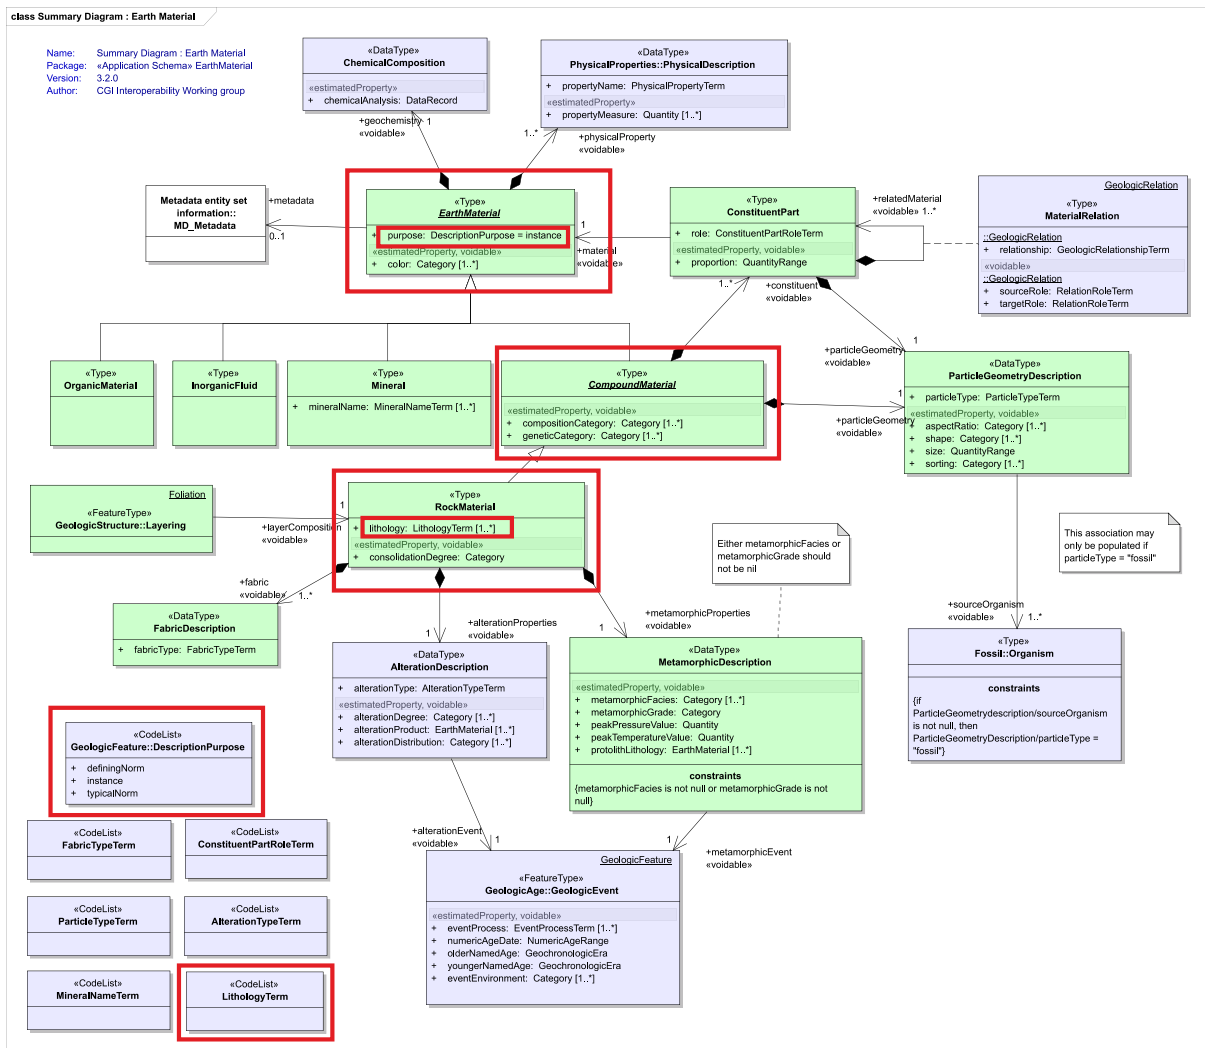 class Summary Diagram : Earth Material
Name: Summary Diagram : Earth Material
Package: «Application Schema» EarthMaterial
Version: 3.2.0
Author: CGI Interoperability Working group
«DataType»
ChemicalComposition
«estimatedProperty»
+ chemicalAnalysis: DataRecord
«DataType»
PhysicalProperties::PhysicalDescription
+ propertyName: PhysicalPropertyTerm
«estimatedProperty»
+ propertyMeasure: Quantity [1..*]
+geochemistry 1
«voidable»
1..* +physicalProperty
«voidable»
Metadata entity set
information::
MD_Metadata
+metadata
0..1
«Type»
EarthMaterial
+ purpose: DescriptionPurpose = instance
«estimatedProperty, voidable»
+ color: Category [1..*]
1
+material
«voidable»
«Type»
ConstituentPart
+ role: ConstituentPartRoleTerm
«estimatedProperty, voidable»
+ proportion: QuantityRange
+relatedMaterial
«voidable» 1..*
GeologicRelation
«Type»
MaterialRelation
::GeologicRelation
+ relationship: GeologicRelationshipTerm
«voidable»
::GeologicRelation
+ sourceRole: RelationRoleTerm
+ targetRole: RelationRoleTerm
1..* +constituent
«voidable»
1
+particleGeometry
«voidable»
«Type»
OrganicMaterial
«Type»
InorganicFluid
«Type»
Mineral
+ mineralName: MineralNameTerm [1..*]
«Type»
CompoundMaterial
«estimatedProperty, voidable»
+ compositionCategory: Category [1..*]
+ geneticCategory: Category [1..*]
1
+particleGeometry
«voidable»
«DataType»
ParticleGeometryDescription
+ particleType: ParticleTypeTerm
«estimatedProperty, voidable»
+ aspectRatio: Category [1..*]
+ shape: Category [1..*]
+ size: QuantityRange
+ sorting: Category [1..*]
Foliation
«FeatureType»
GeologicStructure::Layering
1
+layerComposition
«voidable»
«Type»
RockMaterial
+ lithology: LithologyTerm [1..*]
«estimatedProperty, voidable»
+ consolidationDegree: Category
Either metamorphicFacies or
metamorphicGrade should
not be nil
This association may
only be populated if
particleType = "fossil"
+fabric
«voidable» 1..*
«DataType»
FabricDescription
+ fabricType: FabricTypeTerm
1 +alterationProperties
«voidable»
1 +metamorphicProperties
«voidable»
+sourceOrganism
«voidable» 1..*
«DataType»
AlterationDescription
+ alterationType: AlterationTypeTerm
«estimatedProperty, voidable»
+ alterationDegree: Category [1..*]
+ alterationProduct: EarthMaterial [1..*]
+ alterationDistribution: Category [1..*]
«DataType»
MetamorphicDescription
«estimatedProperty, voidable»
+ metamorphicFacies: Category [1..*]
+ metamorphicGrade: Category
+ peakPressureValue: Quantity
+ peakTemperatureValue: Quantity
+ protolithLithology: EarthMaterial [1..*]
constraints
{metamorphicFacies is not null or metamorphicGrade is not
null}
«Type»
Fossil::Organism
constraints
{if
ParticleGeometrydescription/sourceOrganism
is not null, then
ParticleGeometryDescription/particleType =
"fossil"}
«CodeList»
GeologicFeature::DescriptionPurpose
+ definingNorm
+ instance
+ typicalNorm
«CodeList»
FabricTypeTerm
«CodeList»
ConstituentPartRoleTerm
+alterationEvent
«voidable» 1
1
+metamorphicEvent
«voidable»
GeologicFeature
«FeatureType»
GeologicAge::GeologicEvent
«estimatedProperty, voidable»
+ eventProcess: EventProcessTerm [1..*]
+ numericAgeDate: NumericAgeRange
+ olderNamedAge: GeochronologicEra
+ youngerNamedAge: GeochronologicEra
+ eventEnvironment: Category [1..*]
«CodeList»
ParticleTypeTerm
«CodeList»
AlterationTypeTerm
«CodeList»
MineralNameTerm
«CodeList»
LithologyTerm